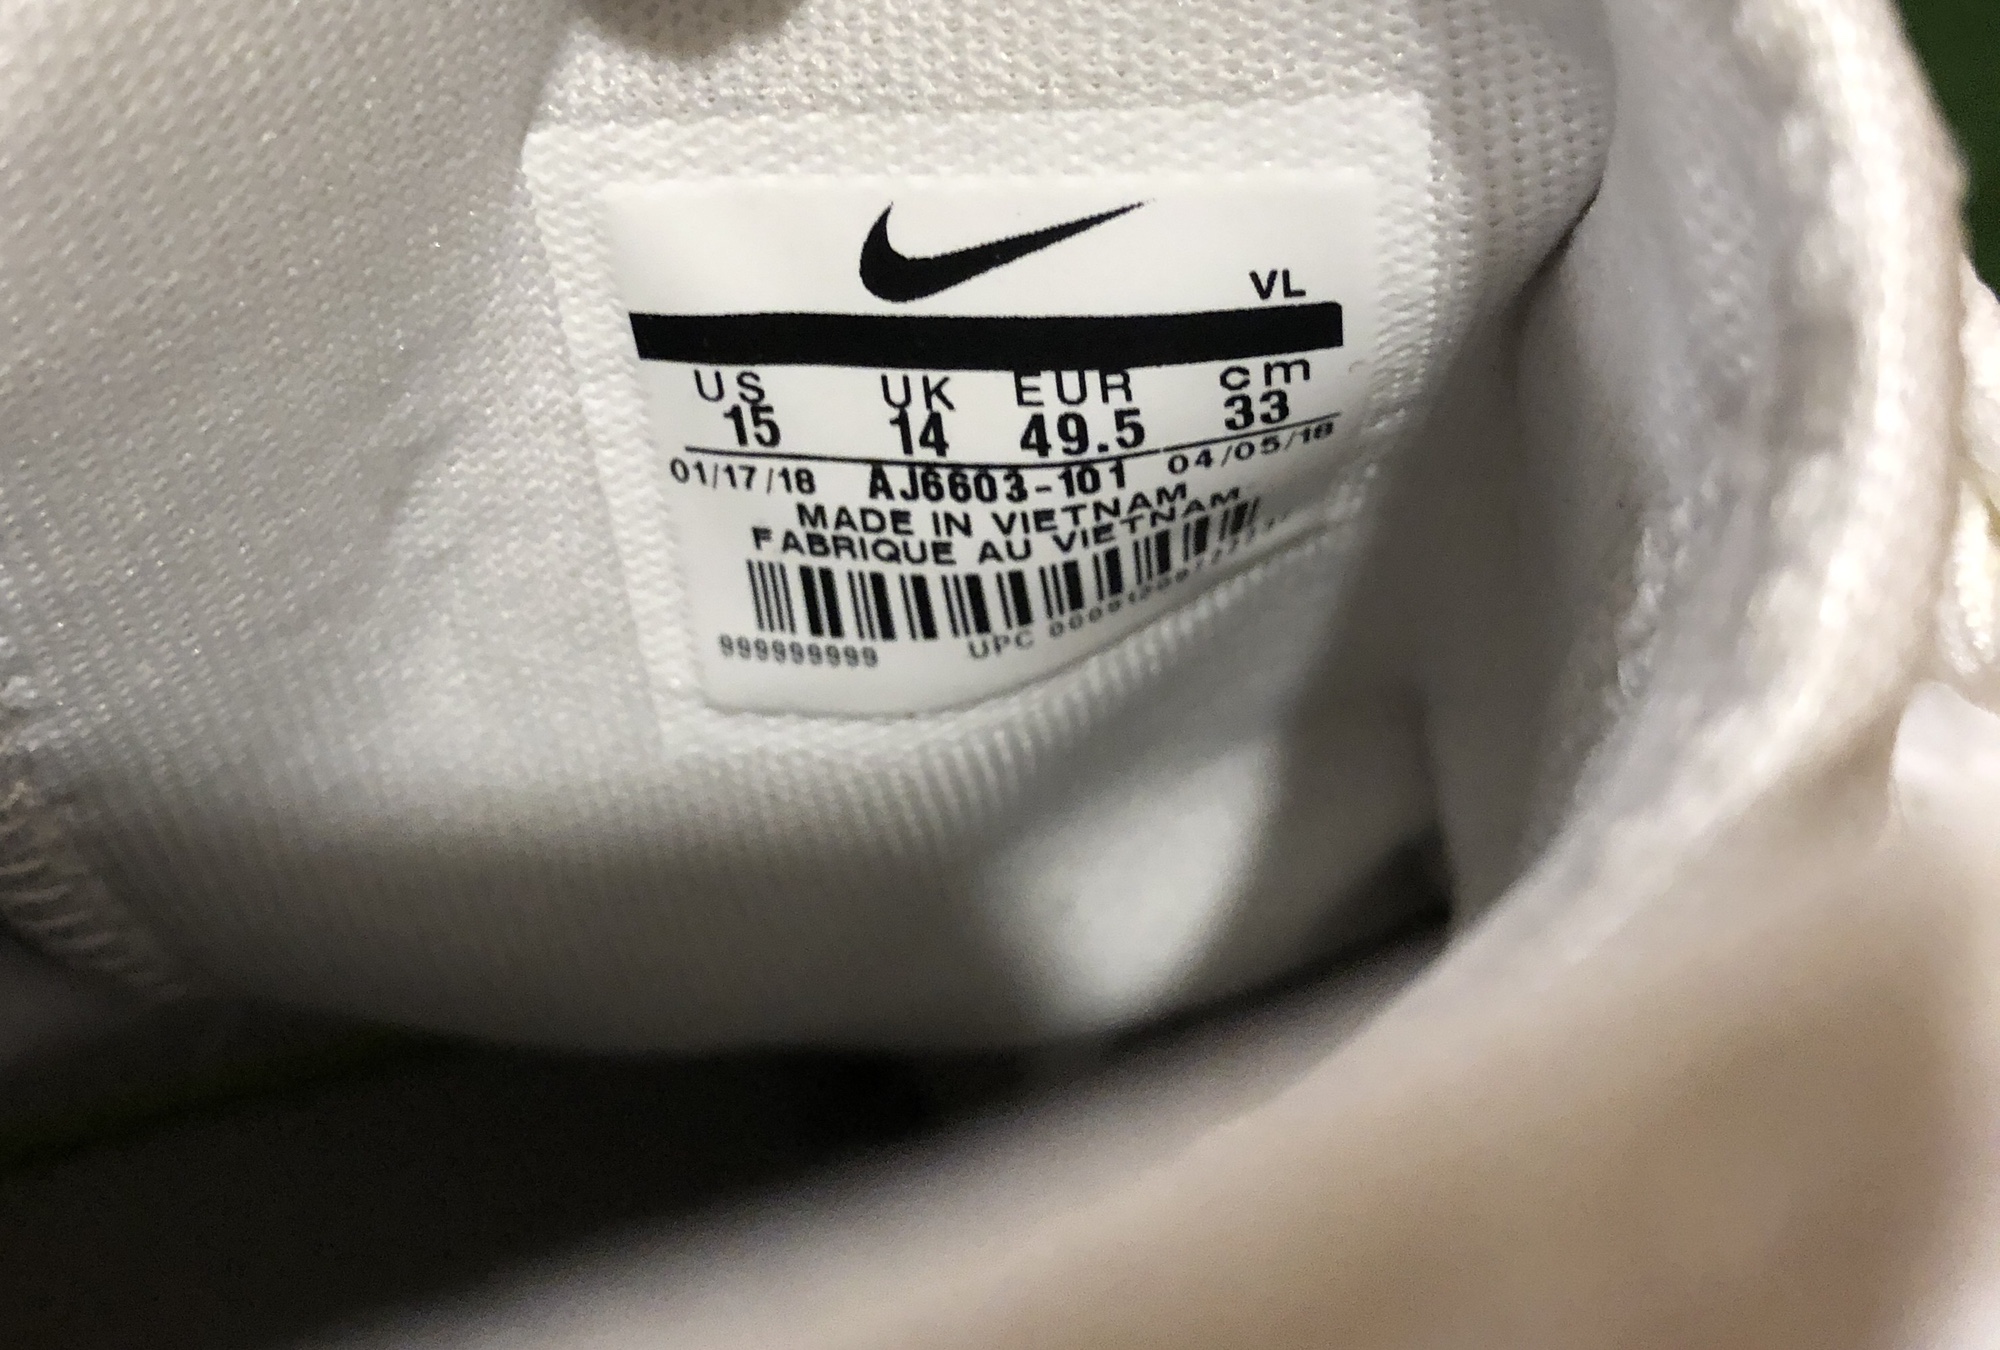 VL
US UK EUR cm
15 14 49.5 33
01/17/18 AJ6603-101 04/05/18
MADE IN VIETNAM
FABRIQUE AU VIETNAM
999999999 UPC